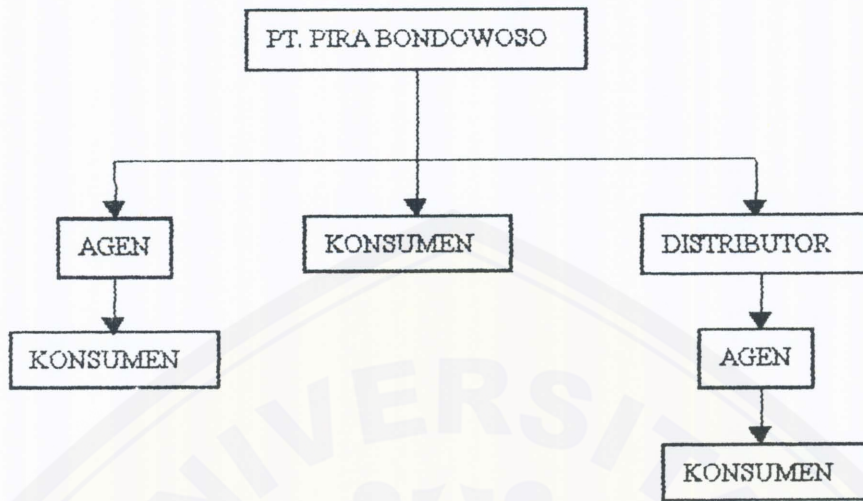 PT. PIRA BONDOWOSO
AGEN
KONSUMEN
DISTRIBUTOR
KONSUMEN
AGEN
KONSUMEN